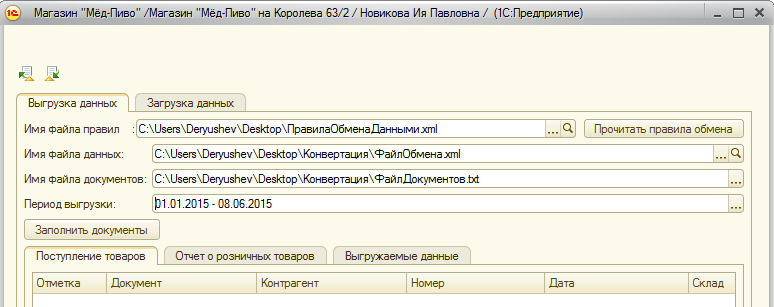 Магазин "Мёд-Пиво" /Магазин "Мёд-Пиво" на Королева 63/2 / Новикова Ия Павловна / (1С:Предприятие)
Выгрузка данных Загрузка данных
Имя файла правил : C:\Users\Deryushev\Desktop\ПравилаОбменаДанными.xml ... Прочитать правила обмена
Имя файла данных: C:\Users\Deryushev\Desktop\Конвертация\ФайлОбмена.xml ...
Имя файла документов: C:\Users\Deryushev\Desktop\Конвертация\ФайлДокументов.txt ...
Период выгрузки: 01.01.2015 - 08.06.2015 ...
Заполнить документы
Поступление товаров Отчет о розничных товаров Выгружаемые данные
Отметка Документ Контрагент Номер Дата Склад